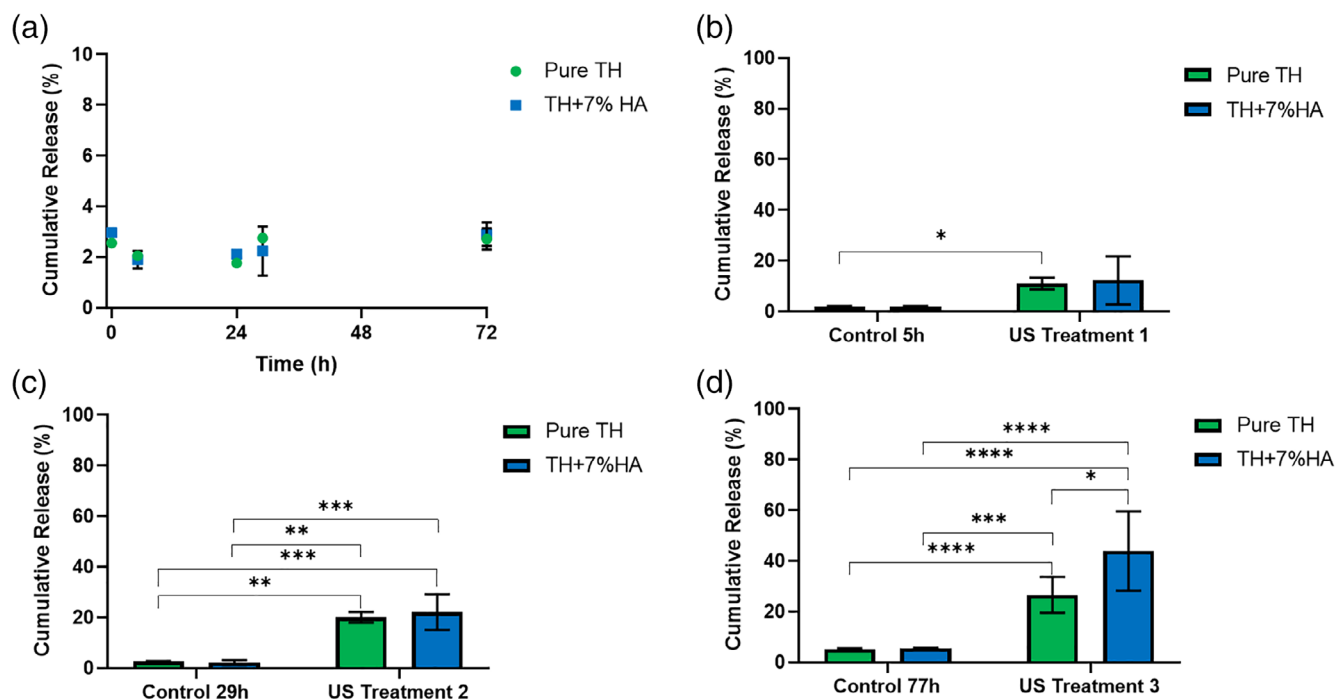 (a)
Cumulative Release (%)
10
8
6
4
2
0
0 24 48 72
Time (h)
Pure TH
TH+7% HA
(b)
Cumulative Release (%)
100
80
60
40
20
0
*
Control 5h US Treatment 1
Pure TH
TH+7%HA
(c)
Cumulative Release (%)
100
80
60
40
20
0
***
**
***
**
Control 29h US Treatment 2
Pure TH
TH+7%HA
(d)
Cumulative Release (%)
100
80
60
40
20
0
****
****
*
***
****
Control 77h US Treatment 3
Pure TH
TH+7%HA